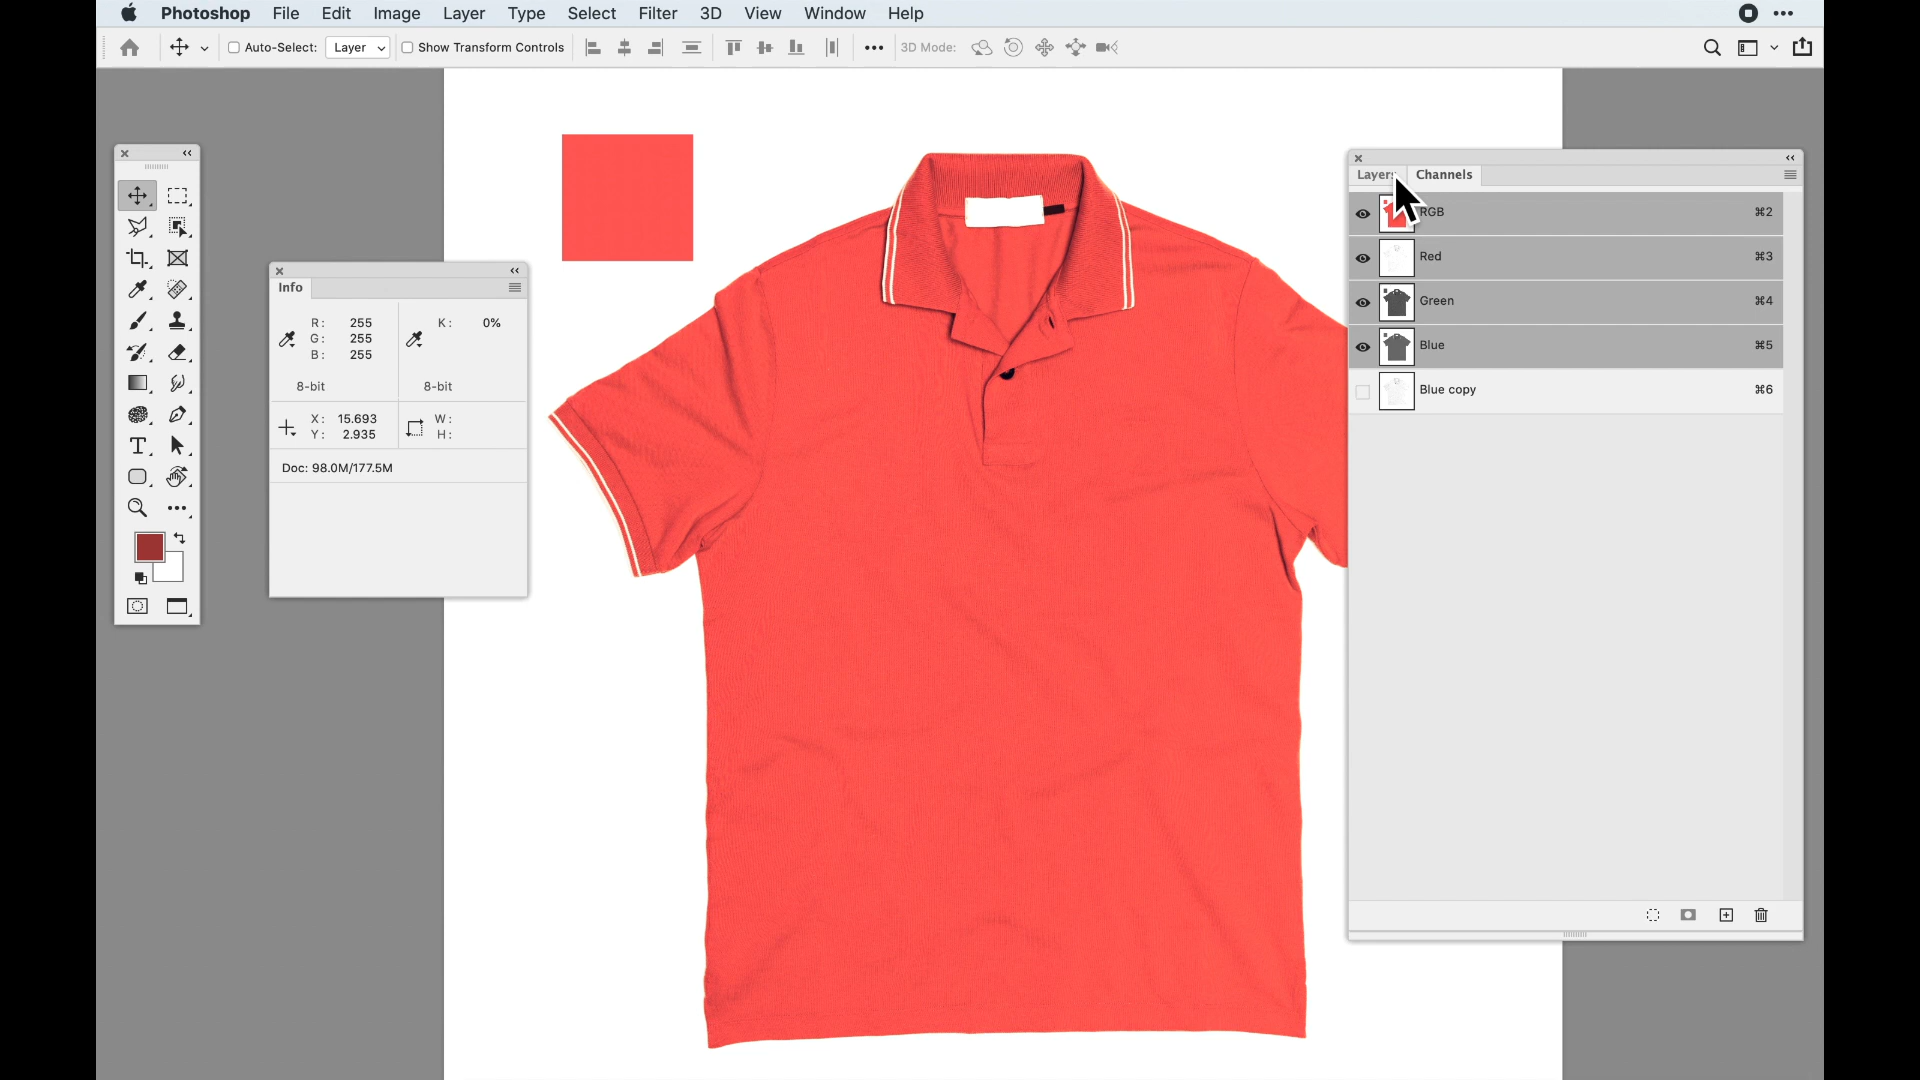 Photoshop File Edit Image Layer Type Select Filter 3D View Window Help
Auto-Select: Layer Show Transform Controls 3D Mode:
Info
R: 255
G: 255
B: 255
K: 0%
8-bit
8-bit
X: 15.693
Y: 2.935
W:
H:
Doc: 98.0M/177.5M
Layers Channels
RGB ⌘2
Red ⌘3
Green ⌘4
Blue ⌘5
Blue copy ⌘6